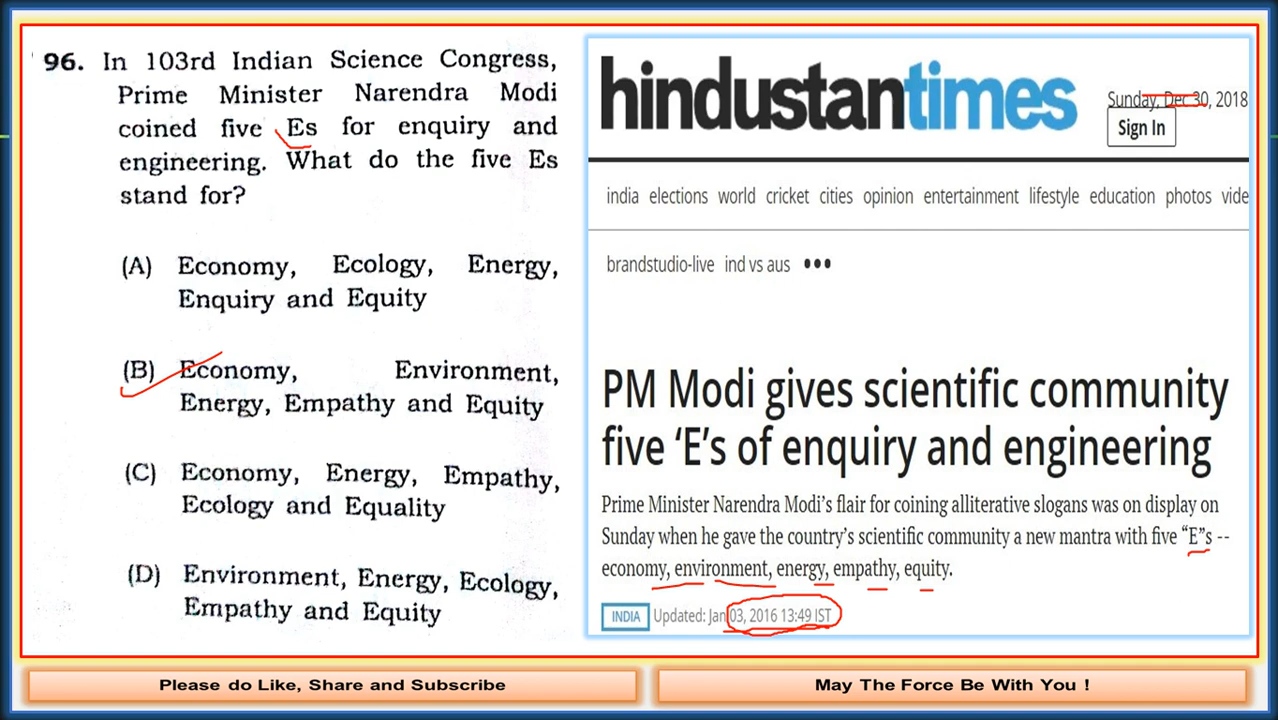 96. In 103rd Indian Science Congress,
Prime Minister Narendra Modi
coined five Es for enquiry and
engineering. What do the five Es
stand for?
(A) Economy, Ecology, Energy,
Enquiry and Equity
(B) Economy, Environment,
Energy, Empathy and Equity
(C) Economy, Energy, Empathy,
Ecology and Equality
(D) Environment, Energy, Ecology,
Empathy and Equity
hindustantimes
Sunday, Dec 30, 2018
Sign In
india elections world cricket cities opinion entertainment lifestyle education photos vide
brandstudio-live ind vs aus •••
PM Modi gives scientific community
five ‘E’s of enquiry and engineering
Prime Minister Narendra Modi’s flair for coining alliterative slogans was on display on
Sunday when he gave the country’s scientific community a new mantra with five “E”s --
economy, environment, energy, empathy, equity.
INDIA Updated: Jan 03, 2016 13:49 IST
Please do Like, Share and Subscribe
May The Force Be With You !